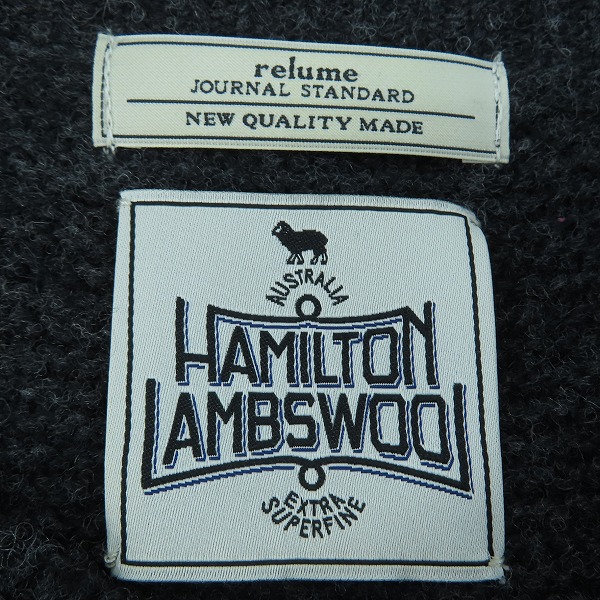 relume
JOURNAL STANDARD
NEW QUALITY MADE
AUSTRALIA
HAMILTON
LAMBSWOOL
EXTRA
SUPERFINE